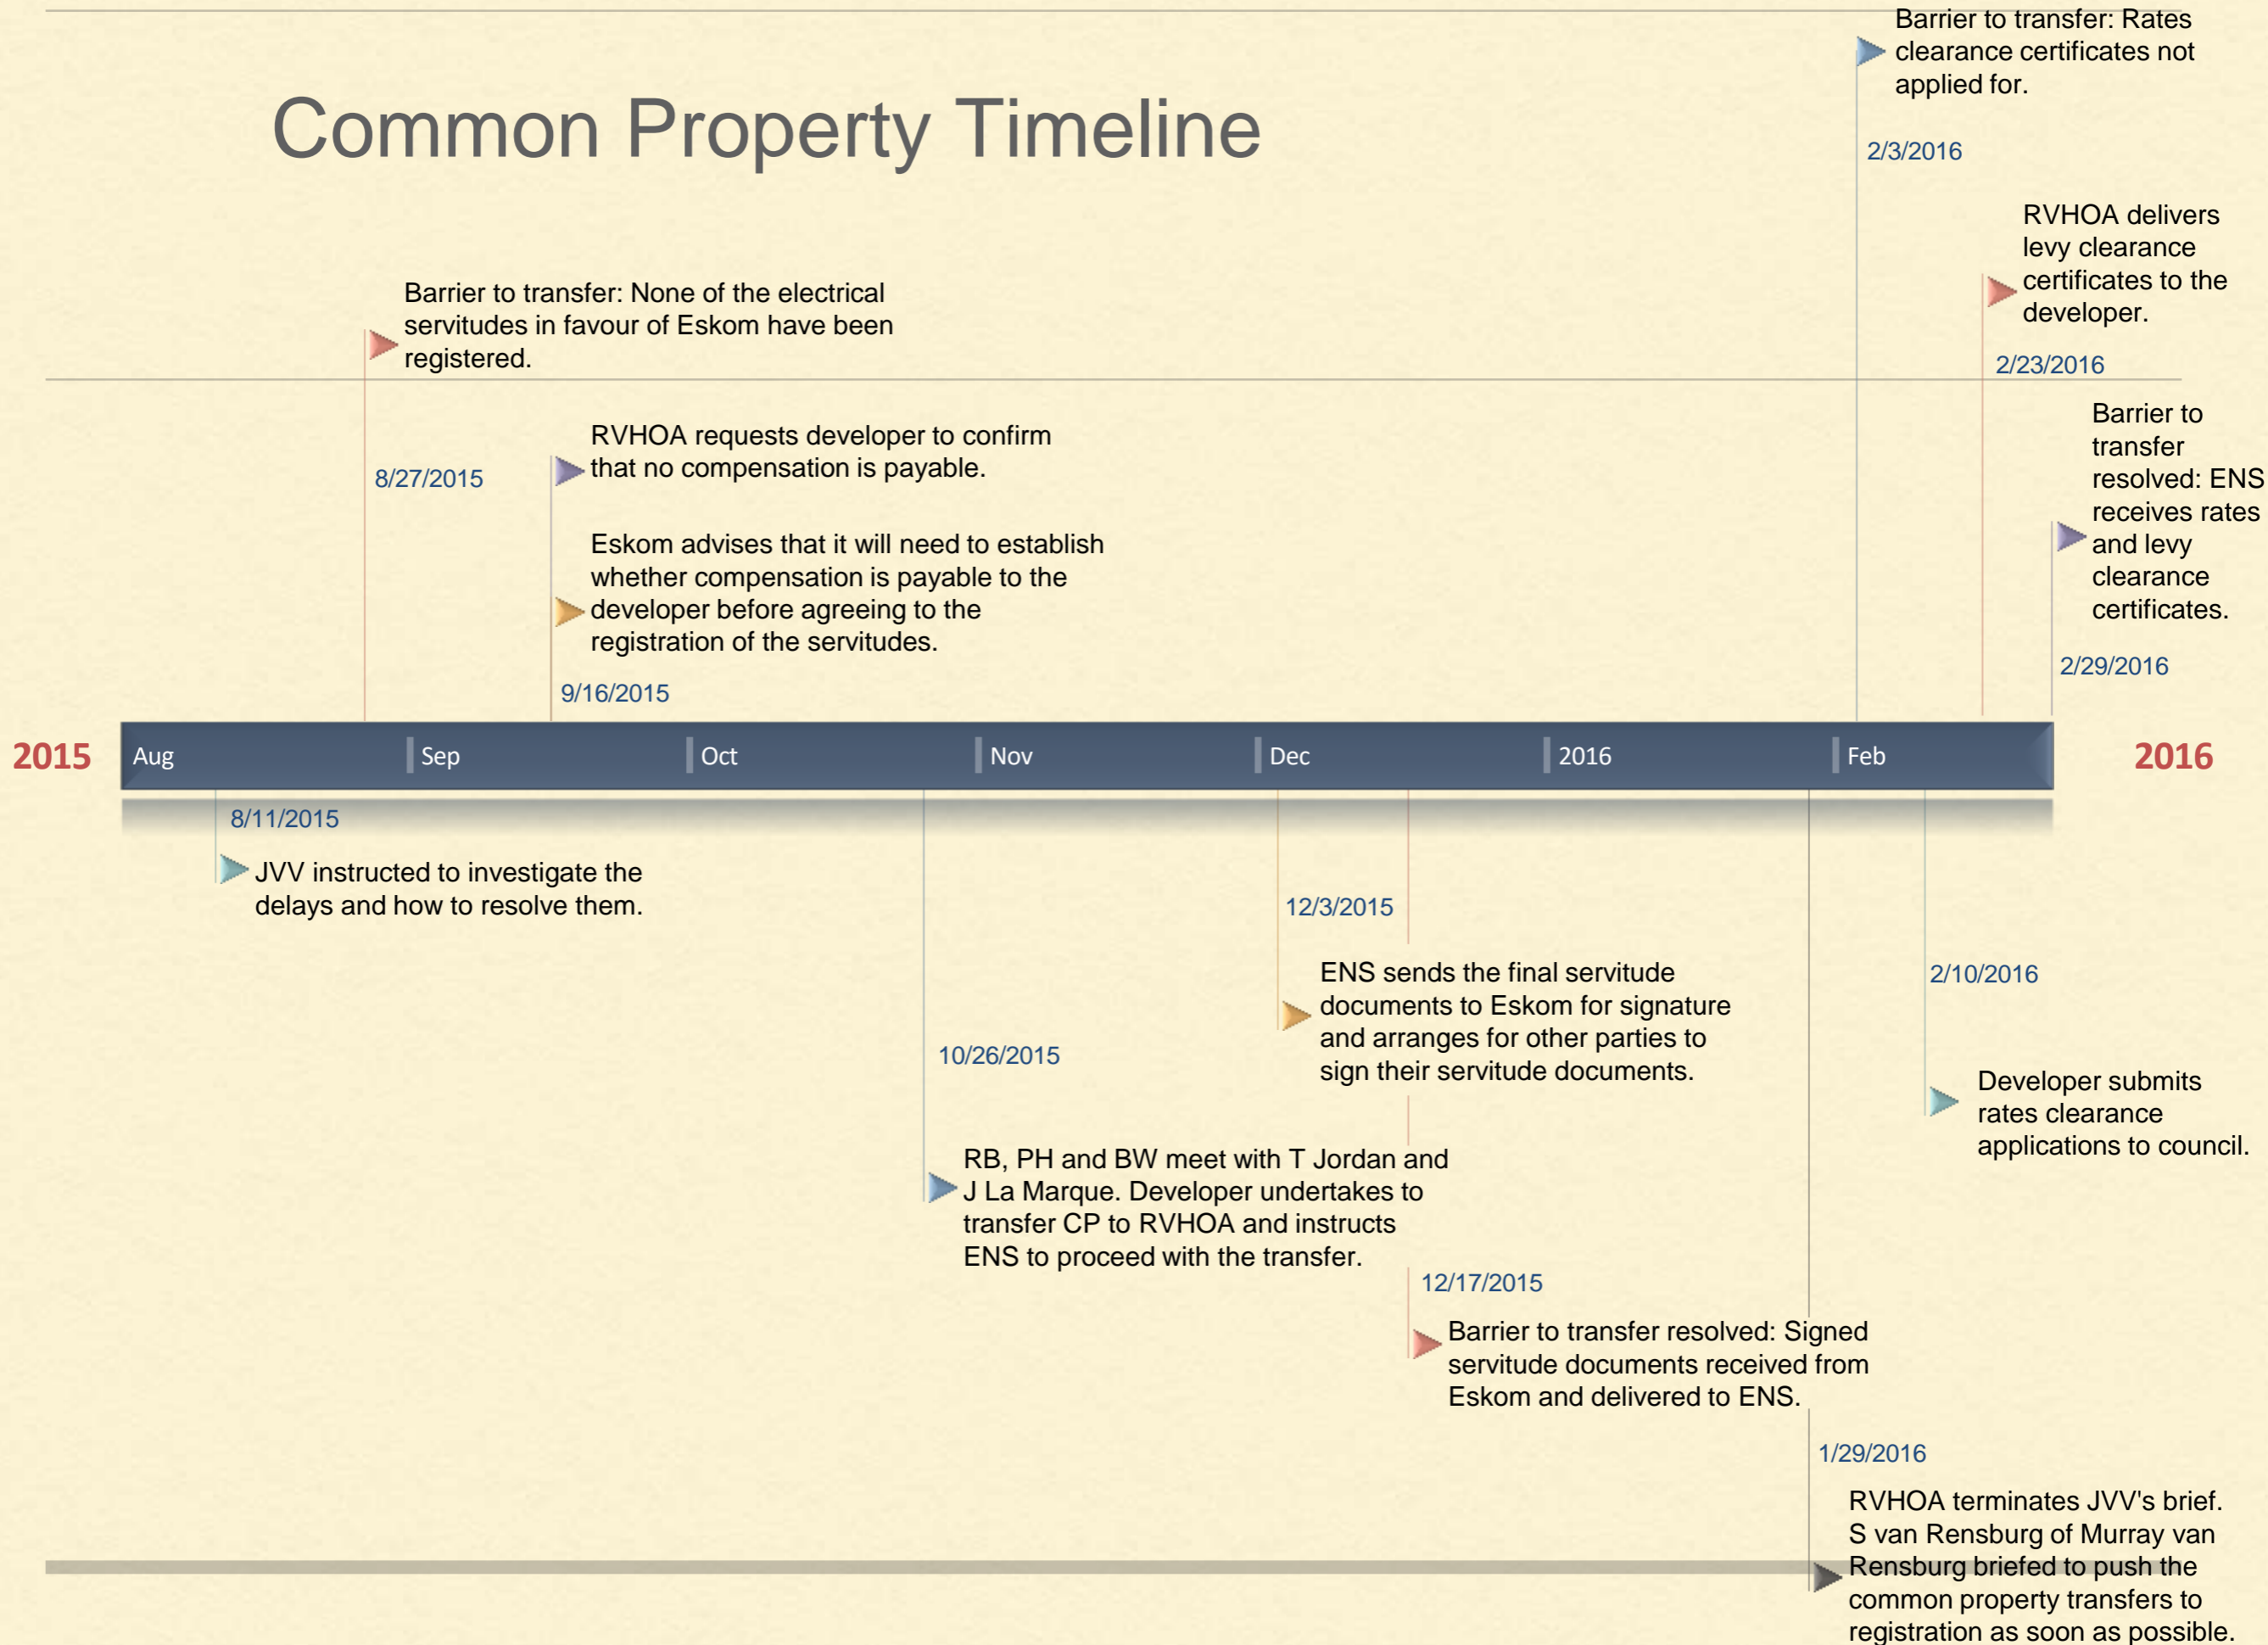 Common Property Timeline
Barrier to transfer: Rates
clearance certificates not
applied for.
2/3/2016
RVHOA delivers
levy clearance
certificates to the
developer.
2/23/2016
Barrier to transfer: None of the electrical
servitudes in favour of Eskom have been
registered.
8/27/2015
RVHOA requests developer to confirm
that no compensation is payable.
Eskom advises that it will need to establish
whether compensation is payable to the
developer before agreeing to the
registration of the servitudes.
9/16/2015
Barrier to
transfer
resolved: ENS
receives rates
and levy
clearance
certificates.
2/29/2016
2015 Aug Sep Oct Nov Dec 2016 Feb 2016
8/11/2015
JVV instructed to investigate the
delays and how to resolve them.
12/3/2015
ENS sends the final servitude
documents to Eskom for signature
and arranges for other parties to
sign their servitude documents.
2/10/2016
Developer submits
rates clearance
applications to council.
10/26/2015
RB, PH and BW meet with T Jordan and
J La Marque. Developer undertakes to
transfer CP to RVHOA and instructs
ENS to proceed with the transfer.
12/17/2015
Barrier to transfer resolved: Signed
servitude documents received from
Eskom and delivered to ENS.
1/29/2016
RVHOA terminates JVV's brief.
S van Rensburg of Murray van
Rensburg briefed to push the
common property transfers to
registration as soon as possible.